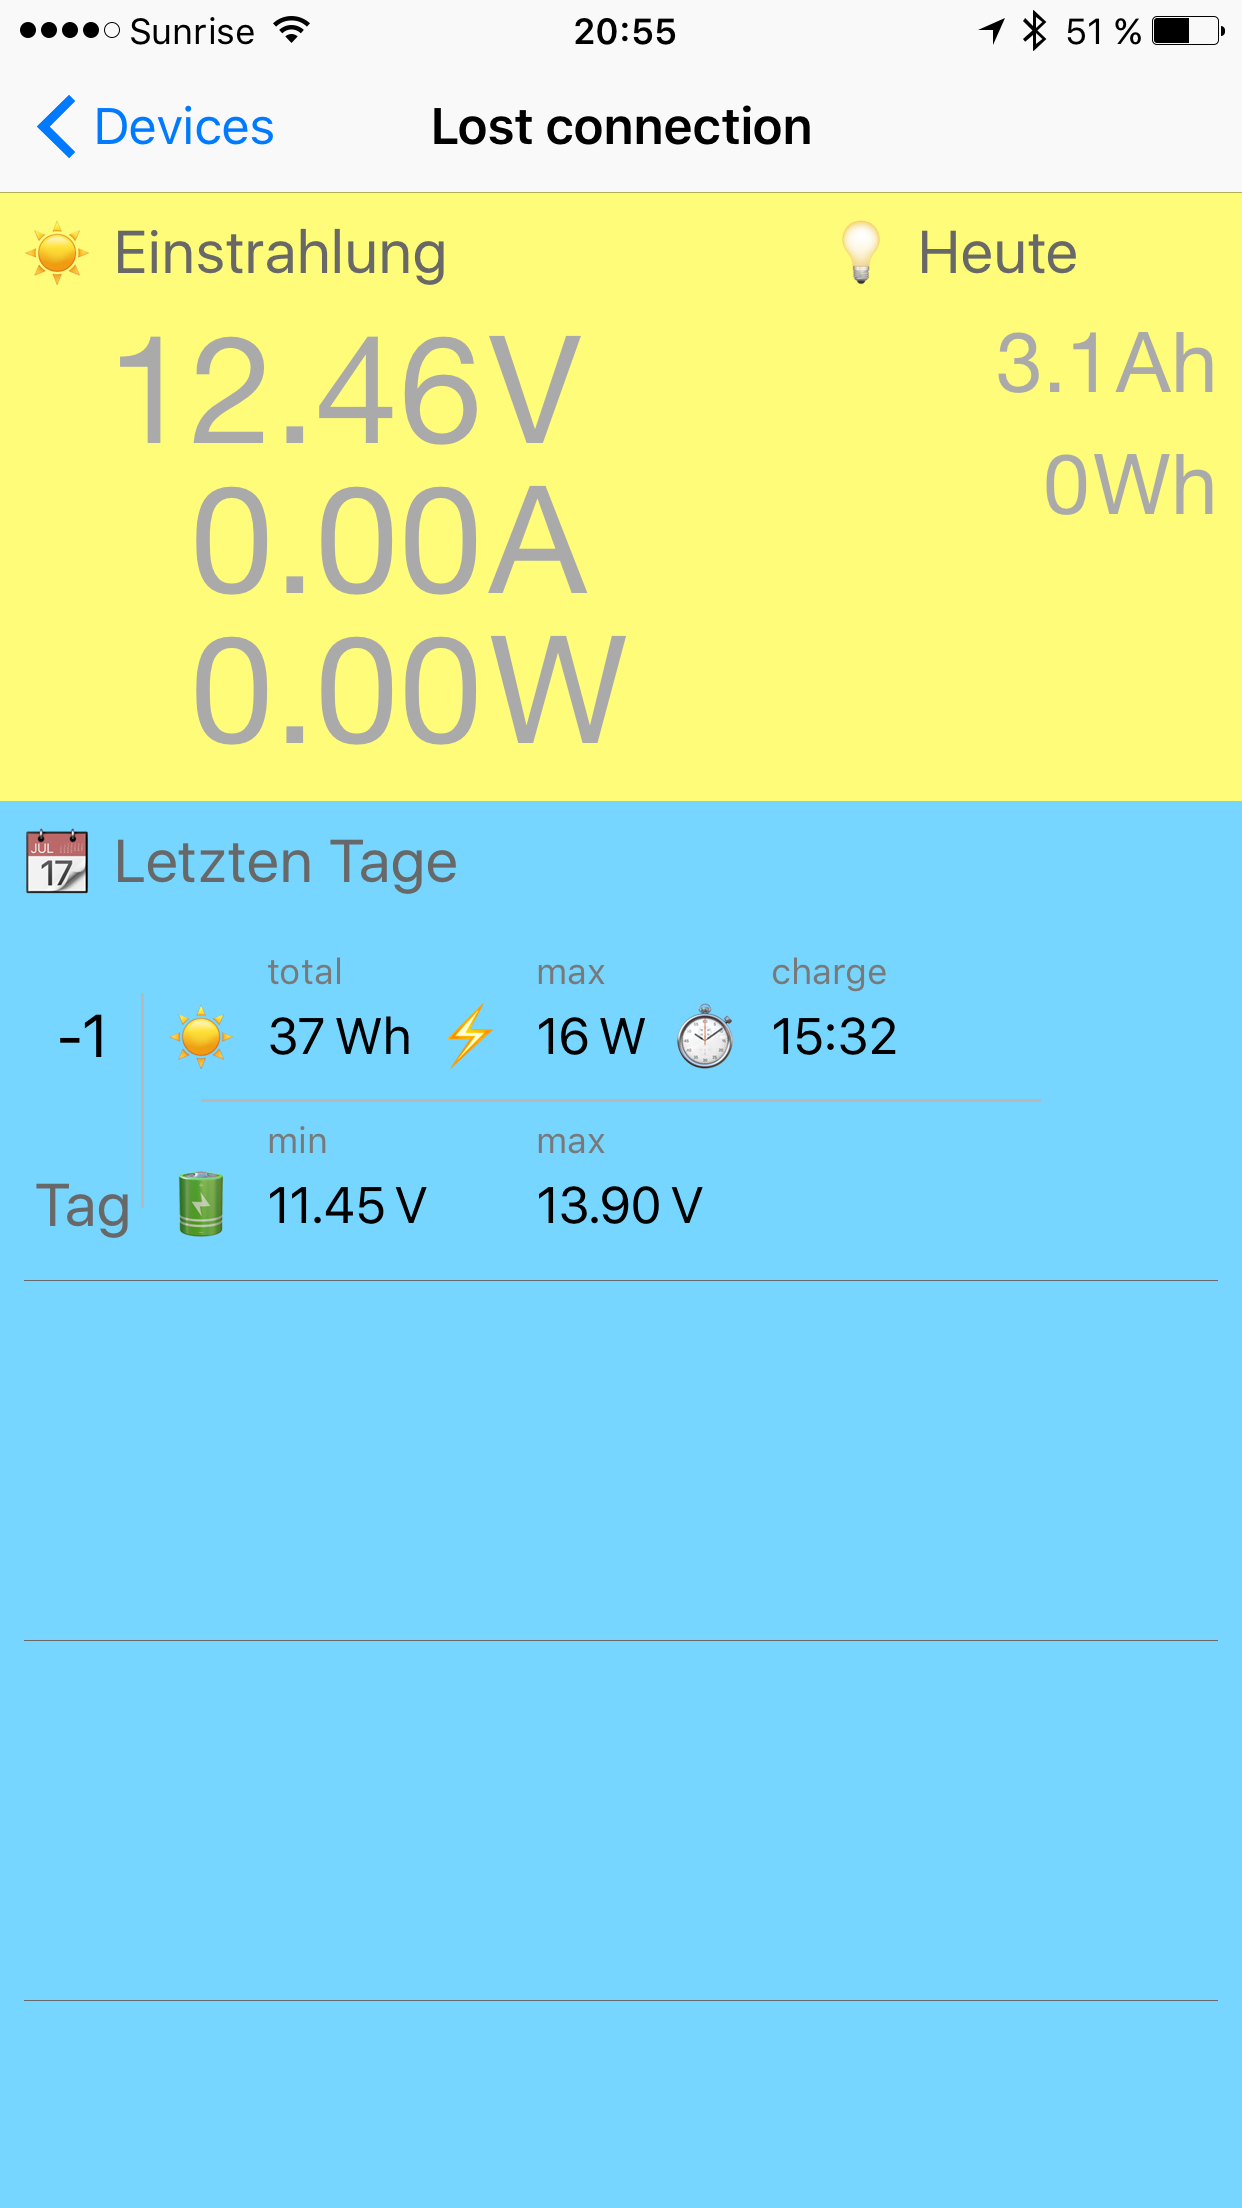 Sunrise 20:55 51 %
Devices Lost connection
Einstrahlung Heute
12.46V 3.1Ah
0.00A 0Wh
0.00W
JUL 17 Letzten Tage
total max charge
-1 37 Wh 16 W 15:32
min max
Tag 11.45 V 13.90 V